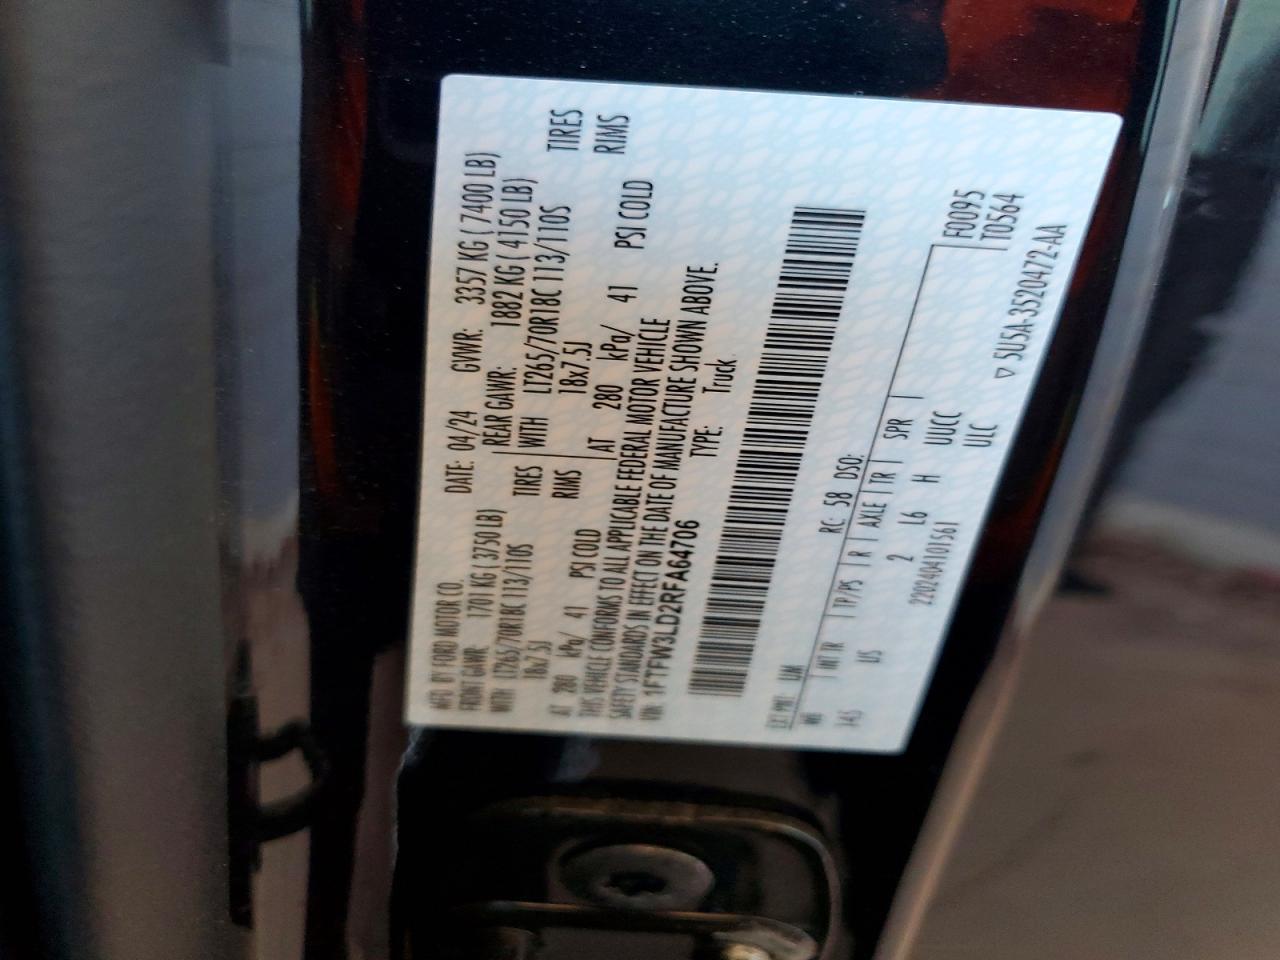 MFD. BY FORD MOTOR CO. DATE: 04/24 GVWR: 3357 KG ( 7400 LB)
FRONT GAWR: 1701 KG ( 3750 LB) REAR GAWR: 1882 KG ( 4150 LB)
WITH LT265/70R18C 113/110S TIRES WITH LT265/70R18C 113/110S TIRES
18x7.5J RIMS 18x7.5J RIMS
AT 280 kPa/ 41 PSI COLD AT 280 kPa/ 41 PSI COLD
THIS VEHICLE CONFORMS TO ALL APPLICABLE FEDERAL MOTOR VEHICLE
SAFETY STANDARDS IN EFFECT ON THE DATE OF MANUFACTURE SHOWN ABOVE.
VIN: 1FTFW3LD2RFA64706 TYPE: Truck
EXT PNT: UM RC: 58 DSO: F0095
INT TR TP/PS R AXLE TR SPR T0564
US 2 L6 H UUCC
ULC
22024040101561
▽ 5U5A-3520472-AA